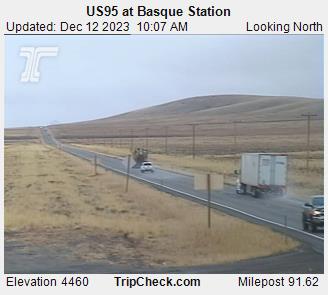 US95 at Basque Station
Updated: Dec 12 2023 10:07 AM Looking North
Elevation 4460 TripCheck.com Milepost 91.62